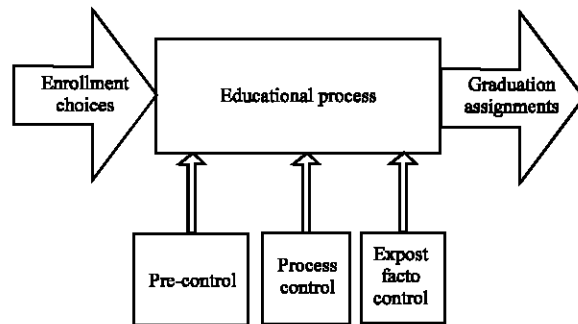 Enrollment
choices
Educational process
Graduation
assignments
Pre-control
Process
control
Expost
facto
control